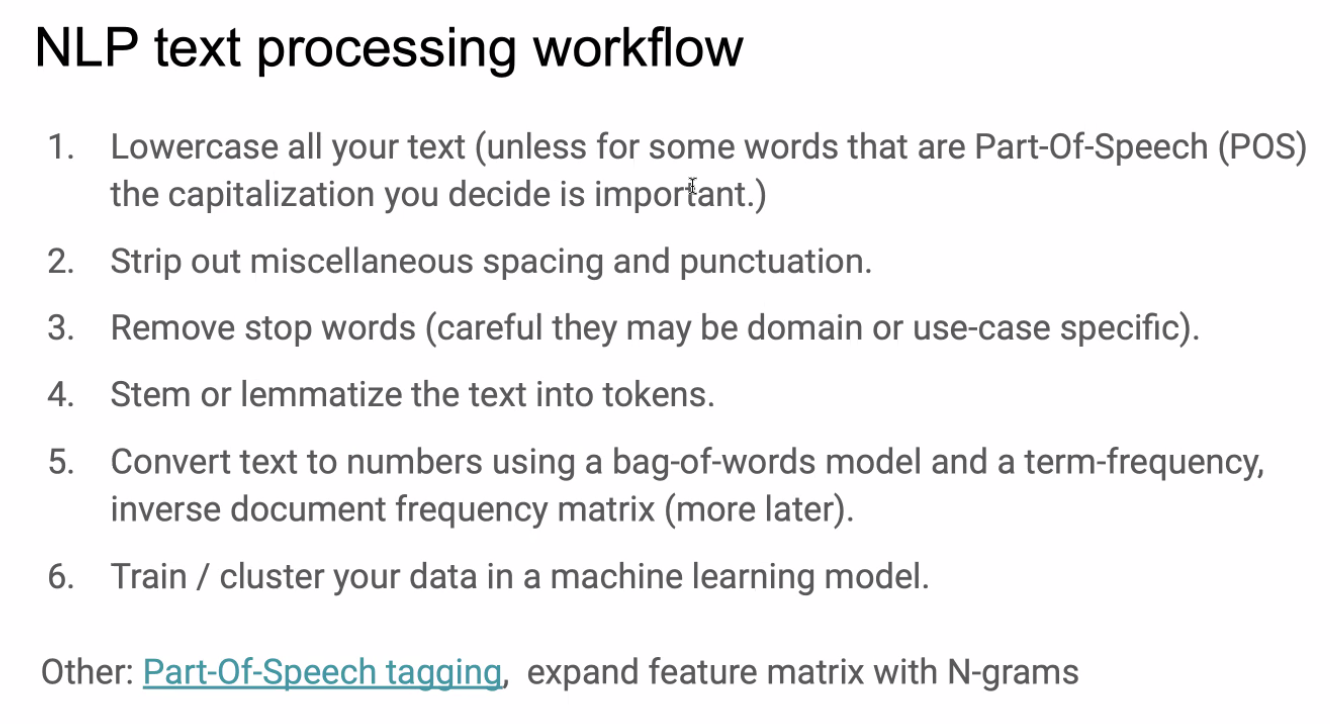 NLP text processing workflow
1. Lowercase all your text (unless for some words that are Part-Of-Speech (POS)
the capitalization you decide is important.)
2. Strip out miscellaneous spacing and punctuation.
3. Remove stop words (careful they may be domain or use-case specific).
4. Stem or lemmatize the text into tokens.
5. Convert text to numbers using a bag-of-words model and a term-frequency,
inverse document frequency matrix (more later).
6. Train / cluster your data in a machine learning model.
Other: Part-Of-Speech tagging, expand feature matrix with N-grams